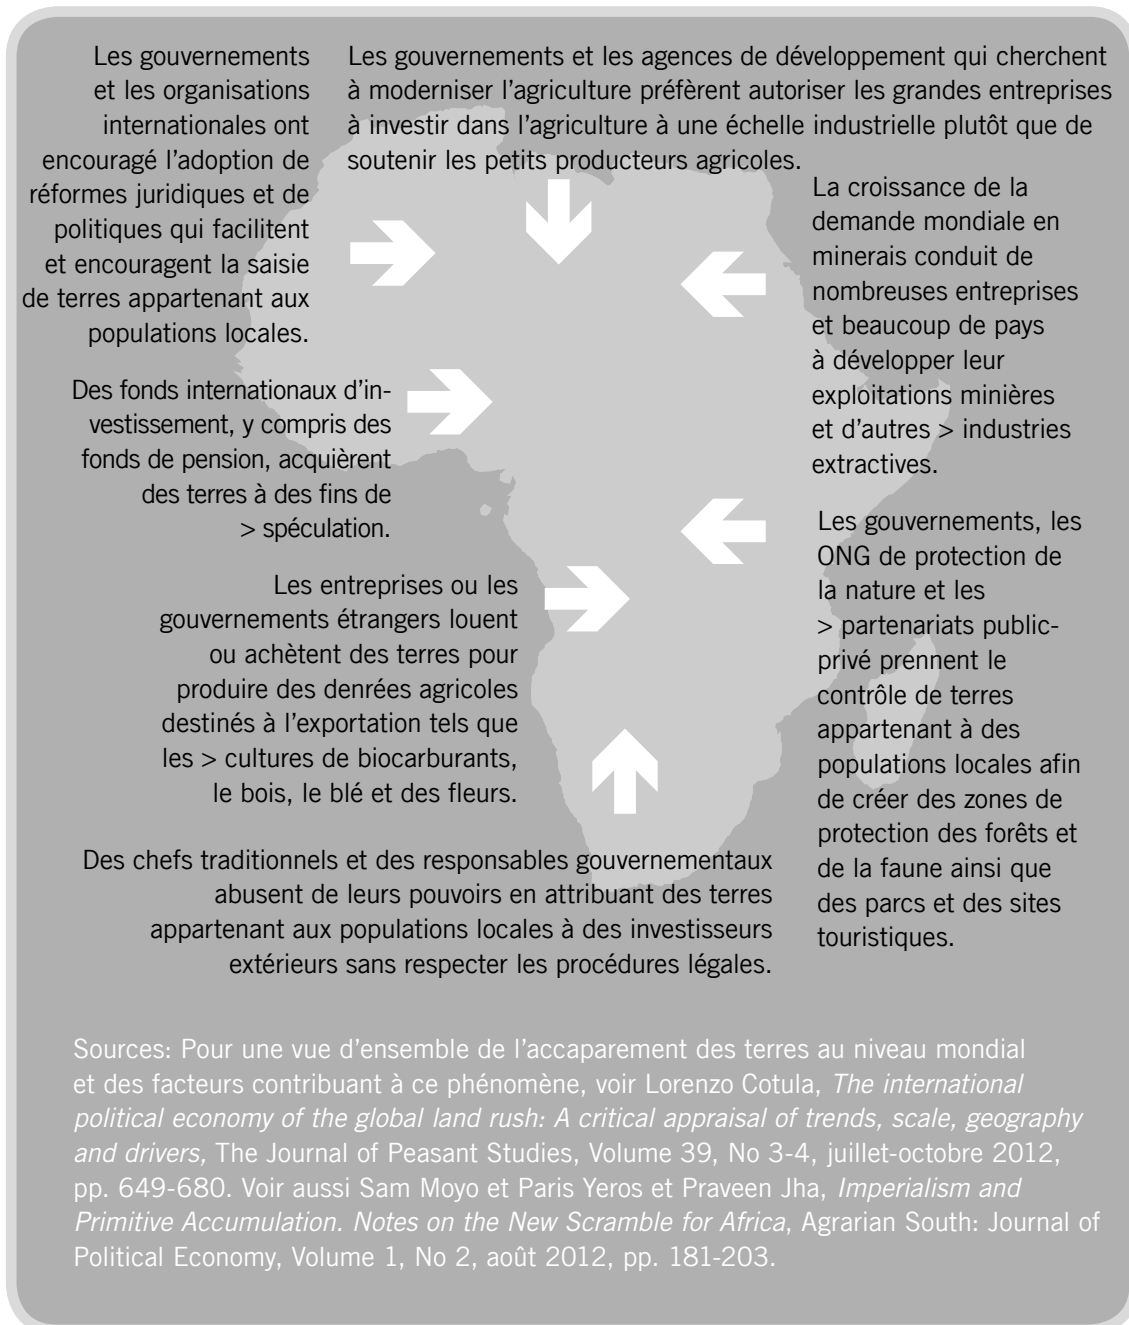 Les gouvernements
et les organisations
internationales ont
encouragé l’adoption de
réformes juridiques et de
politiques qui facilitent
et encouragent la saisie
de terres appartenant aux
populations locales.
Les gouvernements et les agences de développement qui cherchent
à moderniser l’agriculture préfèrent autoriser les grandes entreprises
à investir dans l’agriculture à une échelle industrielle plutôt que de
soutenir les petits producteurs agricoles.
La croissance de la
demande mondiale en
minerais conduit de
nombreuses entreprises
et beaucoup de pays
à développer leur
exploitations minières
et d’autres > industries
extractives.
Des fonds internationaux d’in-
vestissement, y compris des
fonds de pension, acquièrent
des terres à des fins de
> spéculation.
Les gouvernements, les
ONG de protection de
la nature et les
> partenariats public-
privé prennent le
contrôle de terres
appartenant à des
populations locales afin
de créer des zones de
protection des forêts et
de la faune ainsi que
des parcs et des sites
touristiques.
Les entreprises ou les
gouvernements étrangers louent
ou achètent des terres pour
produire des denrées agricoles
destinés à l’exportation tels que
les > cultures de biocarburants,
le bois, le blé et des fleurs.
Des chefs traditionnels et des responsables gouvernementaux
abusent de leurs pouvoirs en attribuant des terres
appartenant aux populations locales à des investisseurs
extérieurs sans respecter les procédures légales.
Sources: Pour une vue d’ensemble de l’accaparement des terres au niveau mondial
et des facteurs contribuant à ce phénomène, voir Lorenzo Cotula, The international
political economy of the global land rush: A critical appraisal of trends, scale, geography
and drivers, The Journal of Peasant Studies, Volume 39, No 3-4, juillet-octobre 2012,
pp. 649-680. Voir aussi Sam Moyo et Paris Yeros et Praveen Jha, Imperialism and
Primitive Accumulation. Notes on the New Scramble for Africa, Agrarian South: Journal of
Political Economy, Volume 1, No 2, août 2012, pp. 181-203.